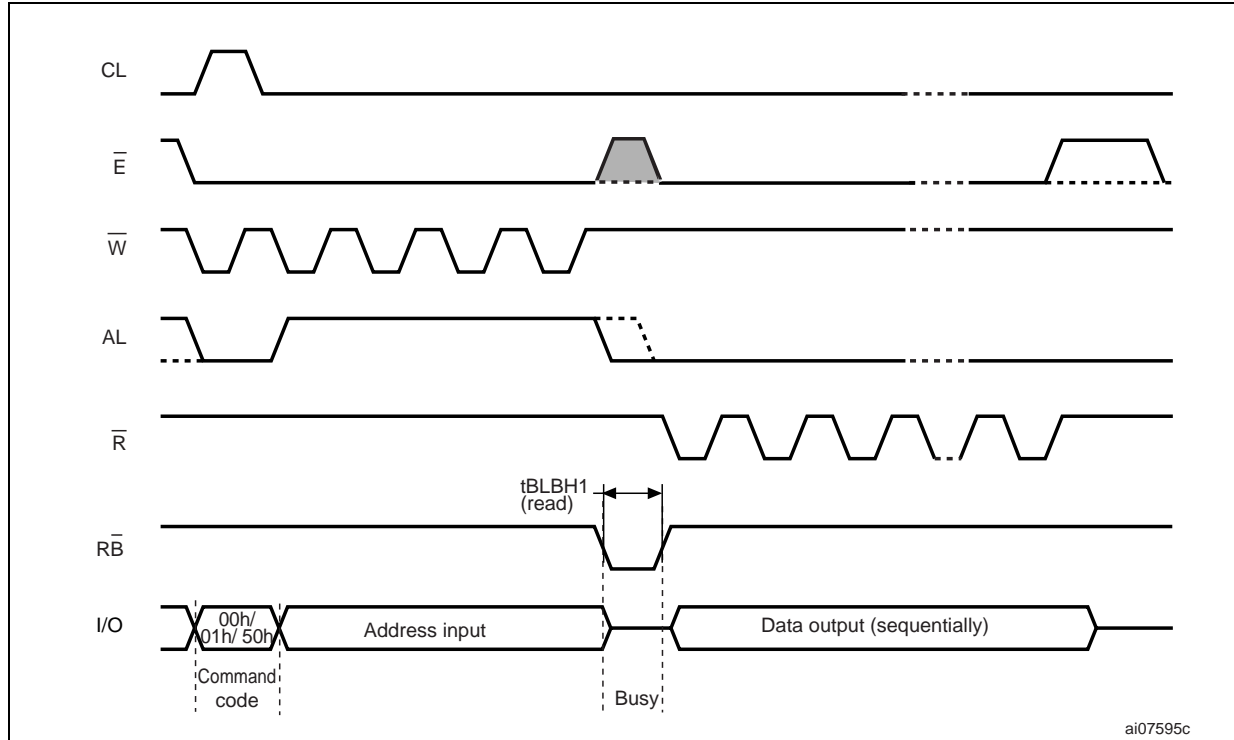 CL
E̅
W̅
AL
R̅
tBLBH1
(read)
RB̅
I/O
00h/
01h/ 50h
Address input
Data output (sequentially)
Command
code
Busy
ai07595c